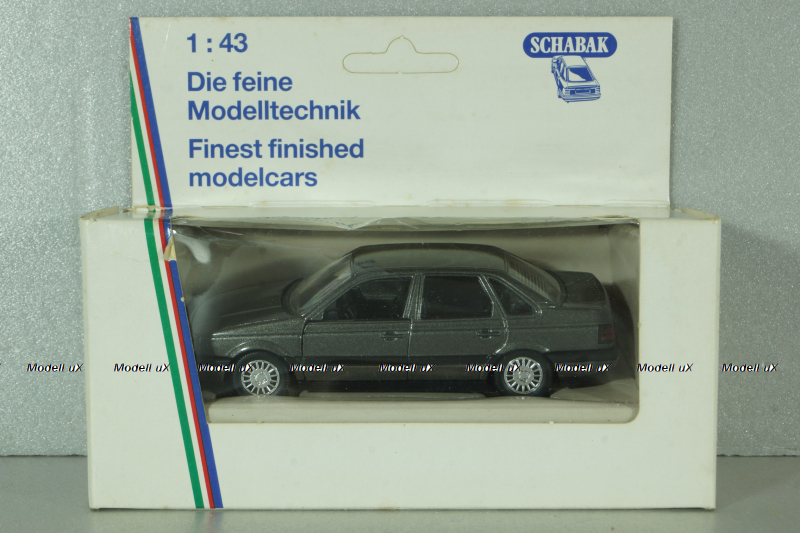 1 : 43
SCHABAK
Die feine
Modelltechnik
Finest finished
modelcars
Modell uX Modell uX Modell uX Modell uX Modell uX Modell uX Modell uX Modell uX Modell uX